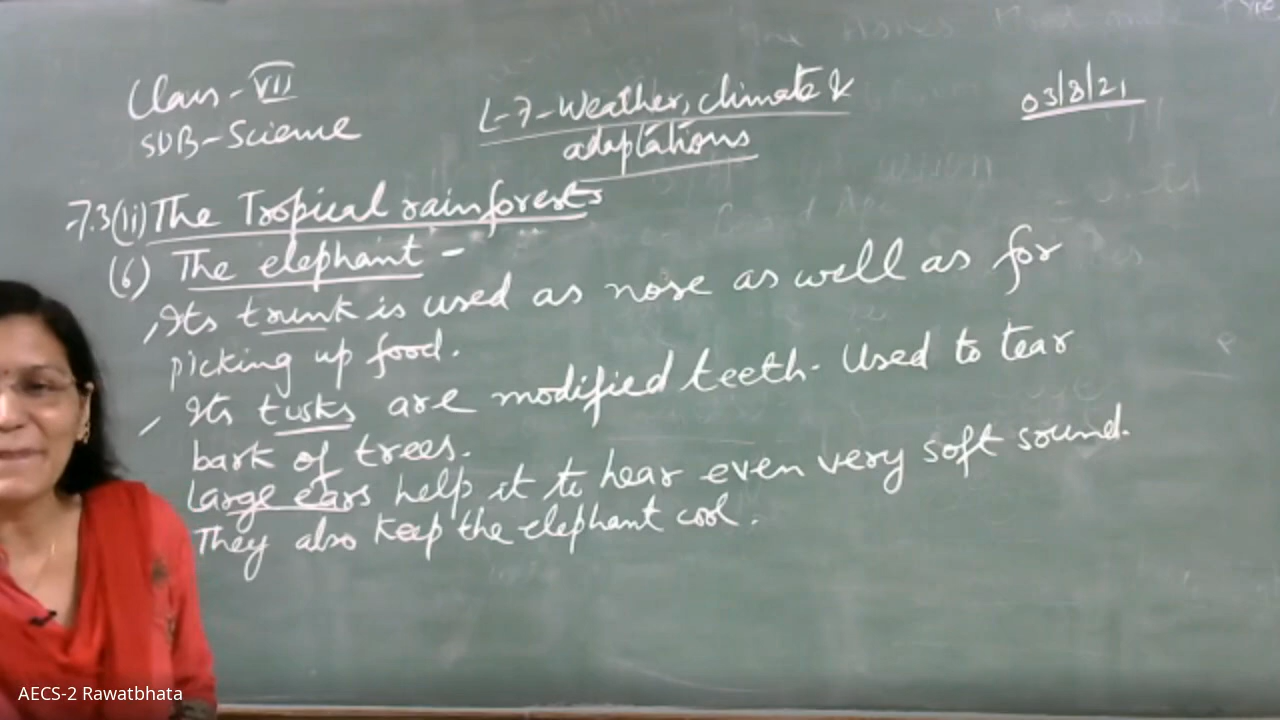 Class - VII
SUB - Science
L-7-Weather, climate &
adaptations
03/8/21
7.3(ii) The Tropical rainforests
(6) The elephant -
Its trunk is used as nose as well as for
picking up food.
Its tusks are modified teeth. Used to tear
bark of trees.
Large ears help it to hear even very soft sound.
They also keep the elephant cool.
AECS-2 Rawatbhata